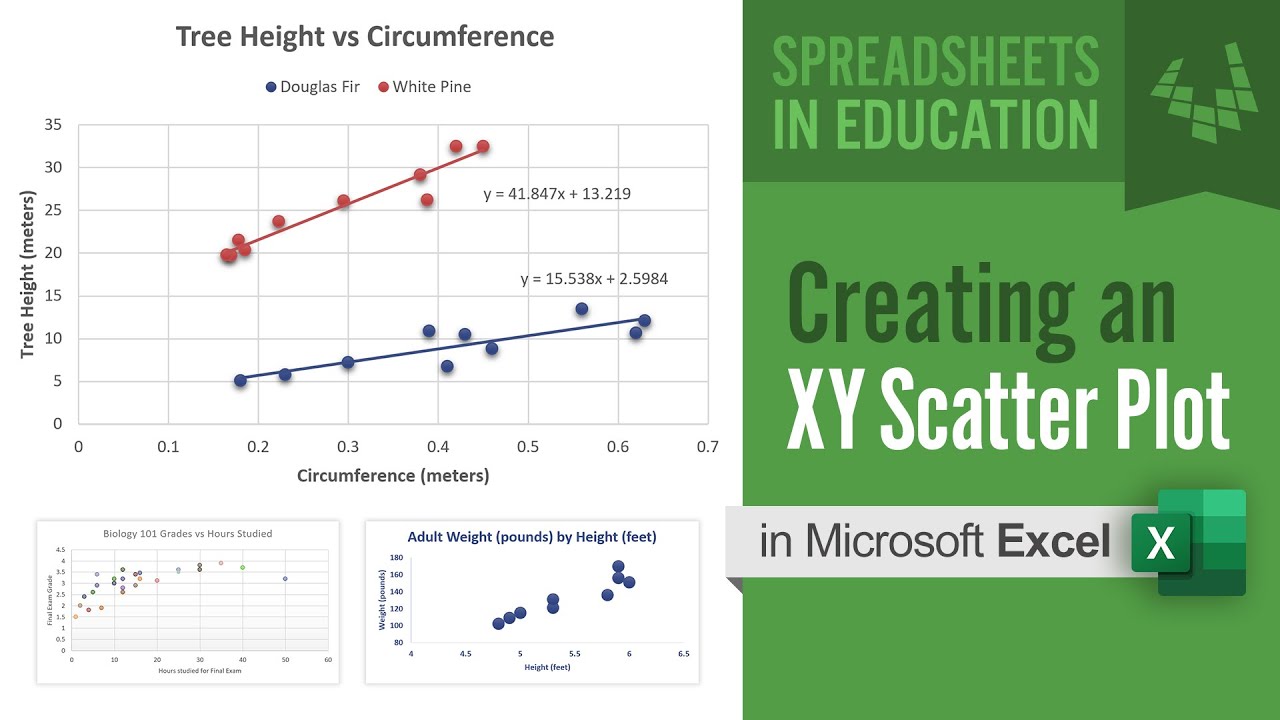 Tree Height vs Circumference
Douglas Fir White Pine
35
30
25
20
15
10
5
0
Tree Height (meters)
y = 41.847x + 13.219
y = 15.538x + 2.5984
0 0.1 0.2 0.3 0.4 0.5 0.6 0.7
Circumference (meters)
Biology 101 Grades vs Hours Studied
4.5
4
3.5
3
2.5
2
1.5
1
0.5
0
Final Exam Grade
0 10 20 30 40 50 60
Hours studied for Final Exam
Adult Weight (pounds) by Height (feet)
180
160
140
120
100
80
Weight (pounds)
4 4.5 5 5.5 6 6.5
Height (feet)
SPREADSHEETS
IN EDUCATION
Creating an
XY Scatter Plot
in Microsoft Excel
X